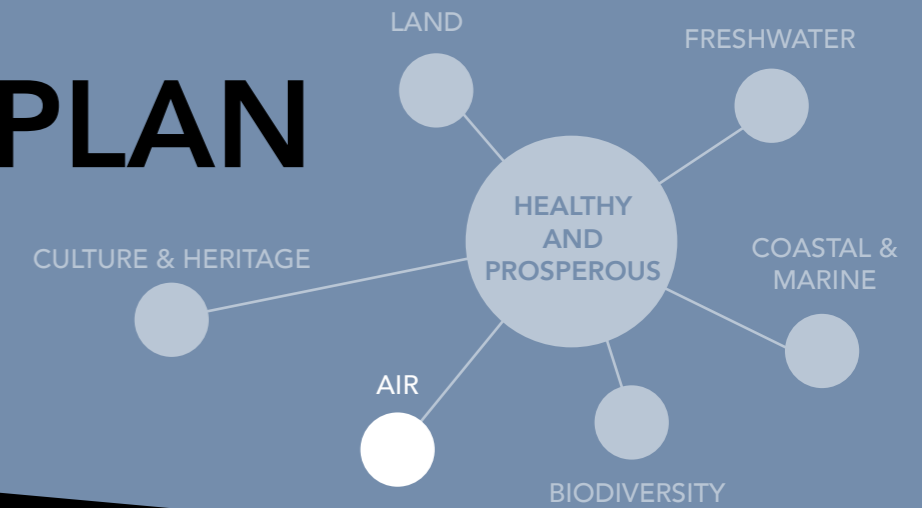 LAND
FRESHWATER
PLAN
HEALTHY
AND
PROSPEROUS
CULTURE & HERITAGE
COASTAL &
MARINE
AIR
BIODIVERSITY